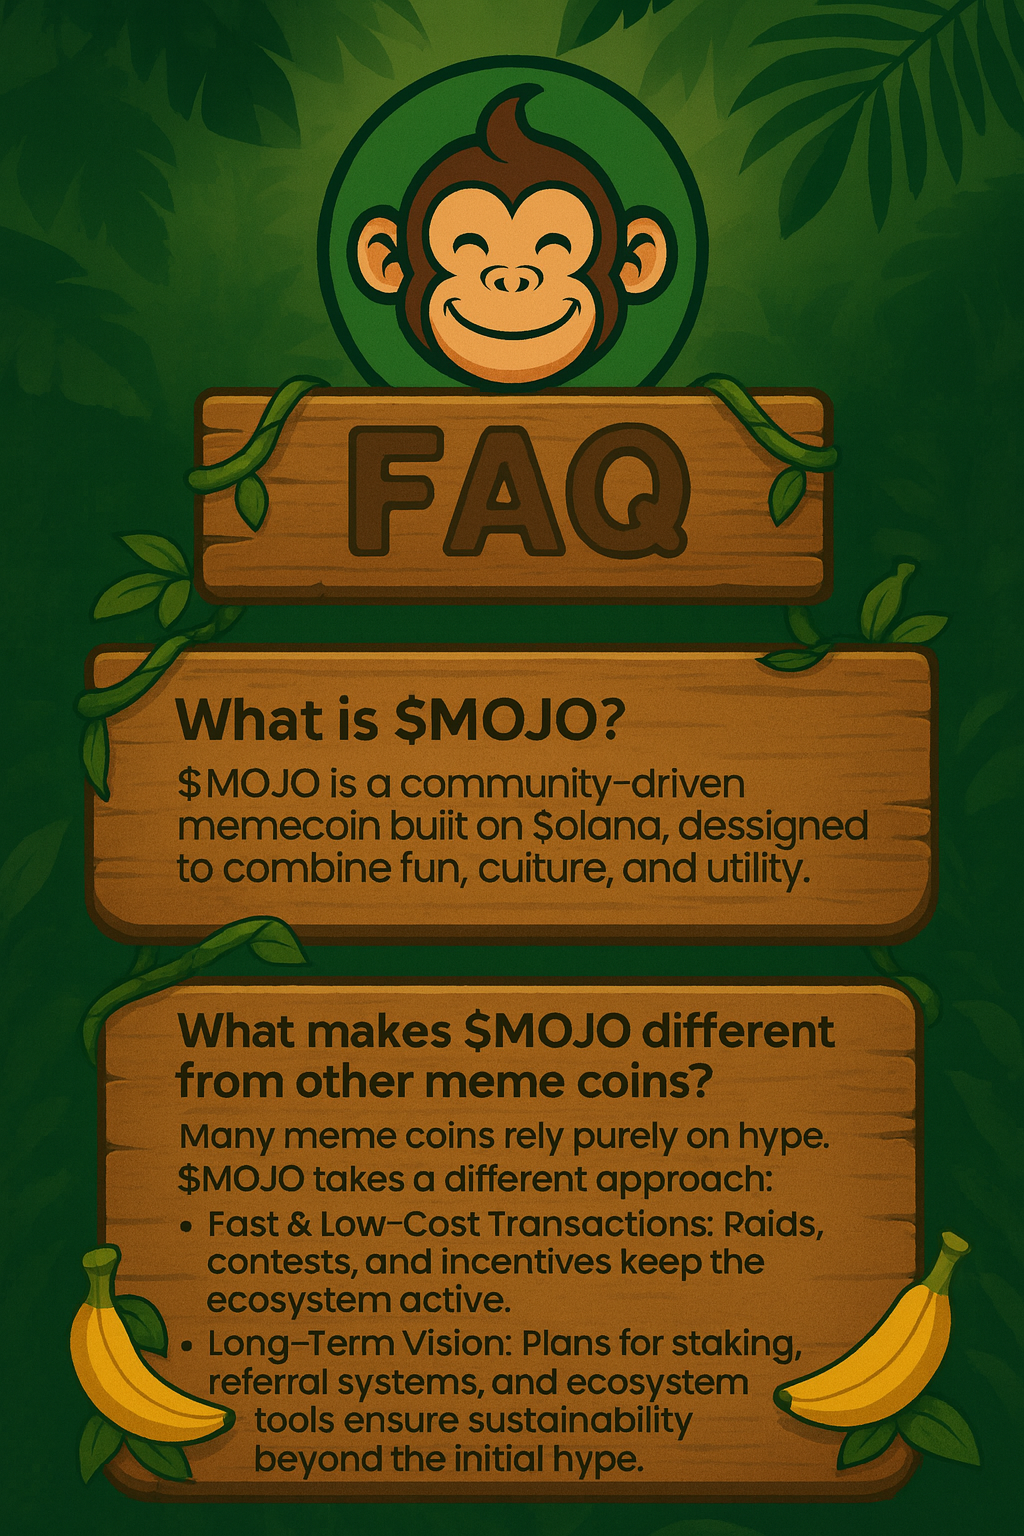 FAQ
What is $MOJO?
$MOJO is a community-driven
memecoin buiit on $olana, dessigned
to combine fun, cuiture, and utility.
What makes $MOJO different
from other meme coins?
Many meme coins rely purely on hype.
$MOJO takes a different approach:
• Fast & Low-Cost Transactions: Raids,
contests, and incentives keep the
ecosystem active.
• Long-Term Vision: Plans for staking,
referral systems, and ecosystem
tools ensure sustainability
beyond the initial hype.